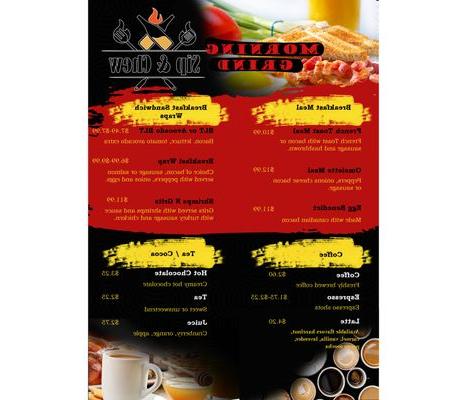 Sip & Chew
MORNING
GRIND
Breakfast Meal
French Toast Meal $10.99
French Toast with bacon or
sausage and hashbrush
Omelette Meal $12.99
Peppers, onions cheese bacon
or sausage.
Egg Benedict $11.99
Made with canadian bacon
Breakfast Sandwich
Wraps
BLT or Avocado BLT $7.49-$7.99
Bacon, lettuce, tomato avocado extra
Breakfast Wrap $6.99-$8.99
Choice of bacon, sausage or salmon
served with peppers, onions and eggs.
Shrimps N Grits $11.99
Grits served with shrimps and sauce
with turkey sausage or chicken.
Coffee
Coffee $2.60
Freshly brewed coffee
Espresso $1.75-$2.25
Espresso shots
Latte $4.20
Available flavors hazelnut,
caramel, vanilla, lavender,
mocha
Tea / Cocoa
Hot Chocolate $3.25
Creamy hot chocolate
Tea $2.25
Sweet or unsweetend
Juice $2.75
Cranberry, orange, apple,